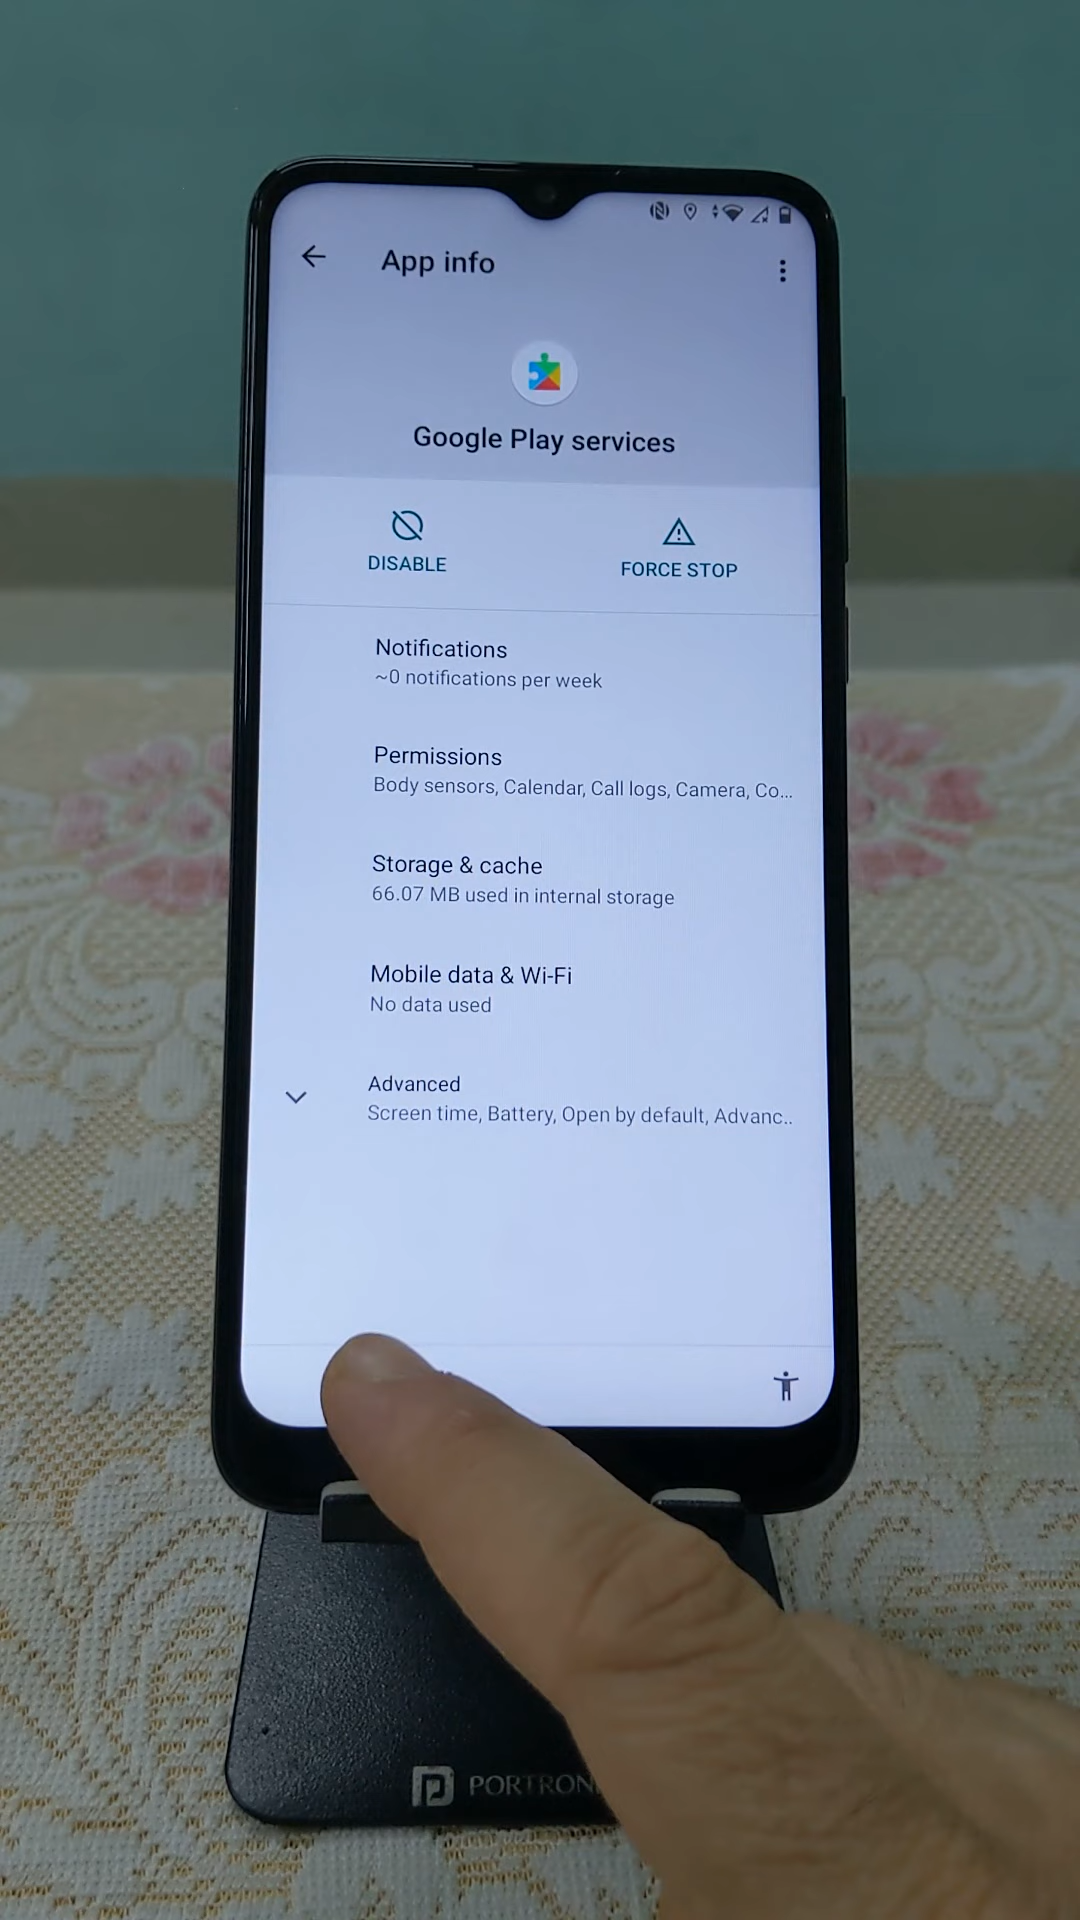 App info
Google Play services
DISABLE
FORCE STOP
Notifications
~0 notifications per week
Permissions
Body sensors, Calendar, Call logs, Camera, Co...
Storage & cache
66.07 MB used in internal storage
Mobile data & Wi-Fi
No data used
Advanced
Screen time, Battery, Open by default, Advanc..
PORTRON